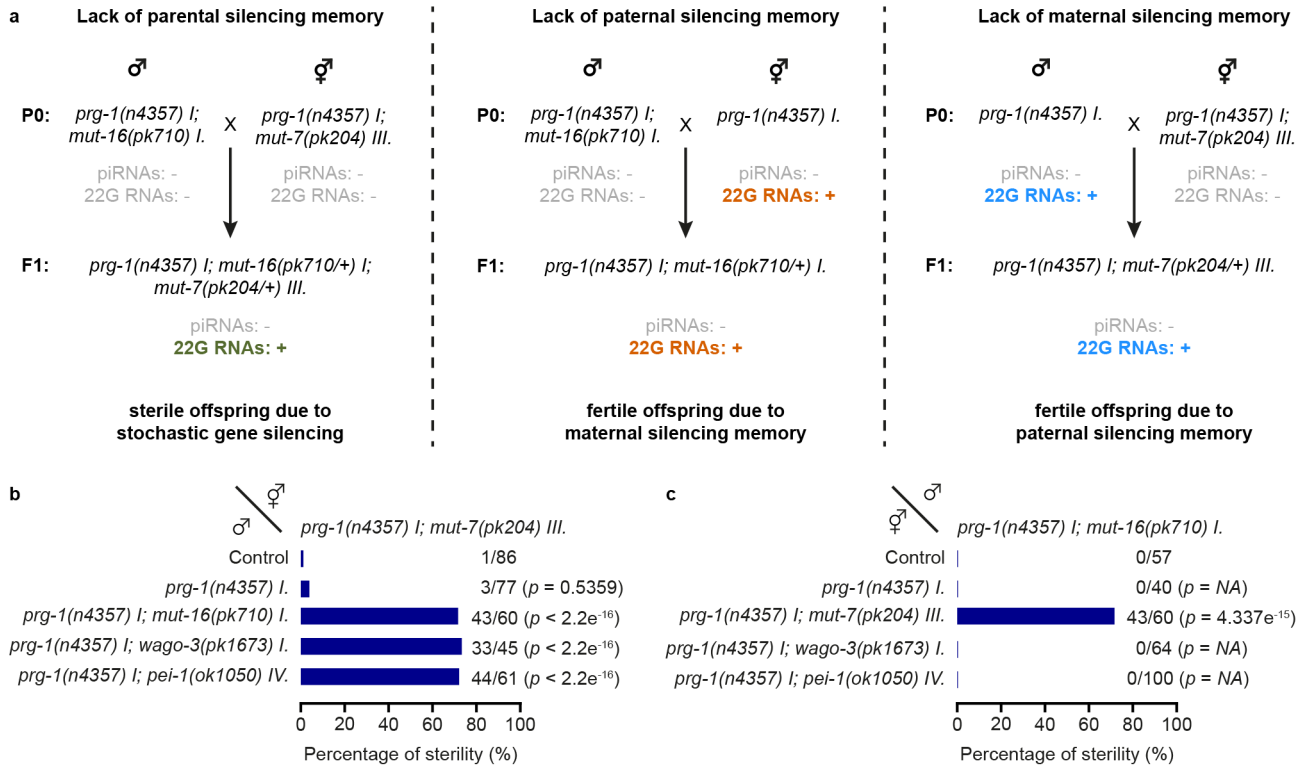 a
Lack of parental silencing memory
♂
⚥
P0:
prg-1(n4357) I;
mut-16(pk710) I.
X
prg-1(n4357) I;
mut-7(pk204) III.
piRNAs: -
22G RNAs: -
piRNAs: -
22G RNAs: -
F1:
prg-1(n4357) I; mut-16(pk710/+) I;
mut-7(pk204/+) III.
piRNAs: -
22G RNAs: +
sterile offspring due to
stochastic gene silencing
Lack of paternal silencing memory
♂
⚥
P0:
prg-1(n4357) I;
mut-16(pk710) I.
X
prg-1(n4357) I.
piRNAs: -
22G RNAs: -
piRNAs: -
22G RNAs: +
F1:
prg-1(n4357) I; mut-16(pk710/+) I.
piRNAs: -
22G RNAs: +
fertile offspring due to
maternal silencing memory
Lack of maternal silencing memory
♂
⚥
P0:
prg-1(n4357) I.
X
prg-1(n4357) I;
mut-7(pk204) III.
piRNAs: -
22G RNAs: +
piRNAs: -
22G RNAs: -
F1:
prg-1(n4357) I; mut-7(pk204/+) III.
piRNAs: -
22G RNAs: +
fertile offspring due to
paternal silencing memory
b
⚥
♂
prg-1(n4357) I; mut-7(pk204) III.
Control 1/86
prg-1(n4357) I. 3/77 (p = 0.5359)
prg-1(n4357) I; mut-16(pk710) I. 43/60 (p < 2.2e-16)
prg-1(n4357) I; wago-3(pk1673) I. 33/45 (p < 2.2e-16)
prg-1(n4357) I; pei-1(ok1050) IV. 44/61 (p < 2.2e-16)
0 20 40 60 80 100
Percentage of sterility (%)
c
♂
⚥
prg-1(n4357) I; mut-16(pk710) I.
Control 0/57
prg-1(n4357) I. 0/40 (p = NA)
prg-1(n4357) I; mut-7(pk204) III. 43/60 (p = 4.337e-15)
prg-1(n4357) I; wago-3(pk1673) I. 0/64 (p = NA)
prg-1(n4357) I; pei-1(ok1050) IV. 0/100 (p = NA)
0 20 40 60 80 100
Percentage of sterility (%)